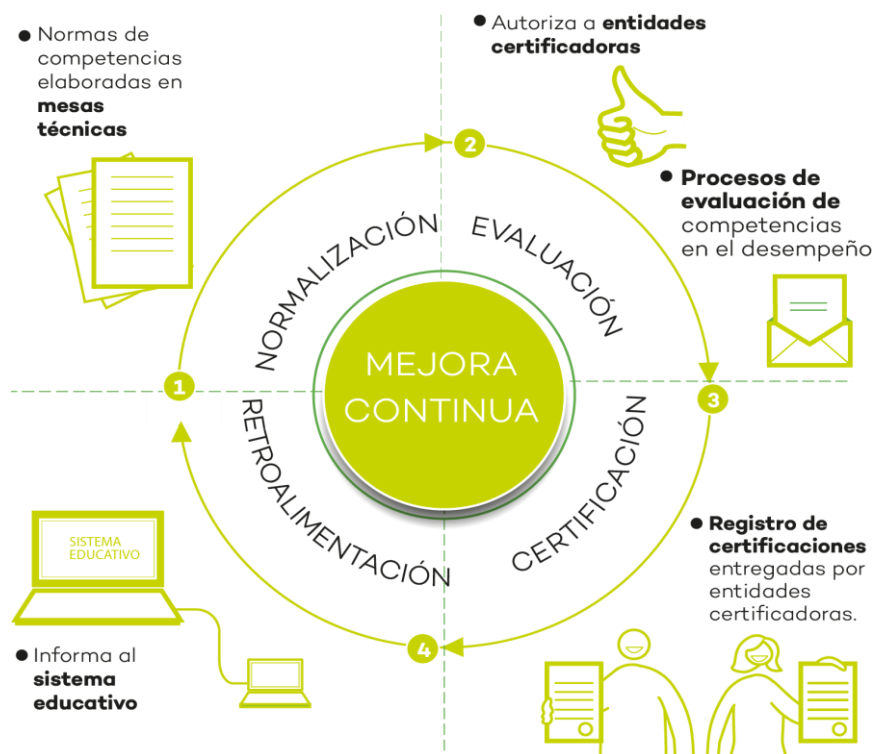 ● Normas de
competencias
elaboradas en
mesas
técnicas
● Autoriza a entidades
certificadoras
● Procesos de
evaluación de
competencias
en el desempeño
2
NORMALIZACIÓN
EVALUACIÓN
MEJORA
CONTINUA
1
3
RETROALIMENTACIÓN
CERTIFICACIÓN
SISTEMA
EDUCATIVO
● Informa al
sistema
educativo
4
● Registro de
certificaciones
entregadas por
entidades
certificadoras.